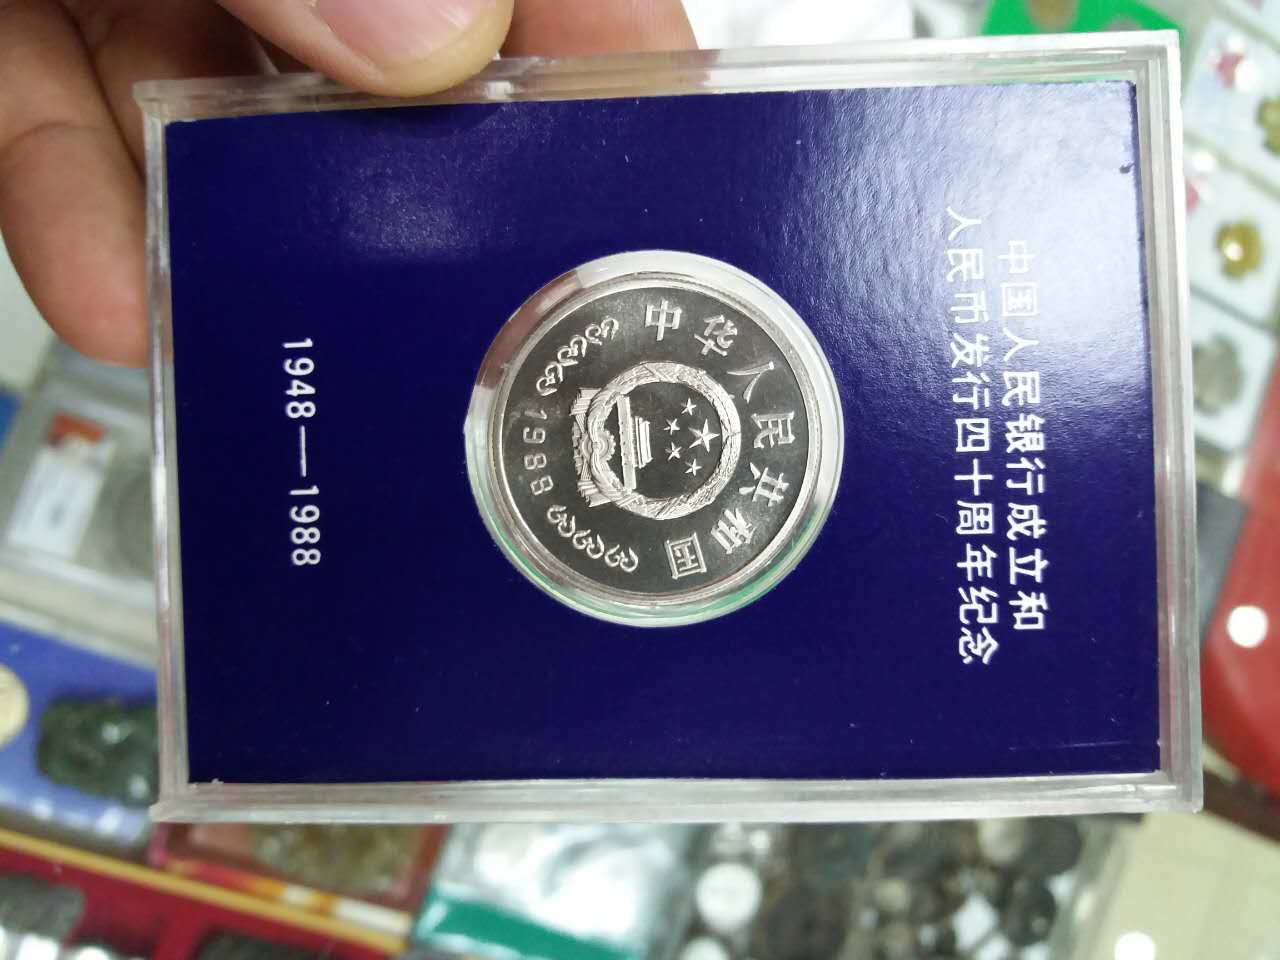 中国人民银行成立和
人民币发行四十周年纪念
中华人民共和国
1988
1948—1988